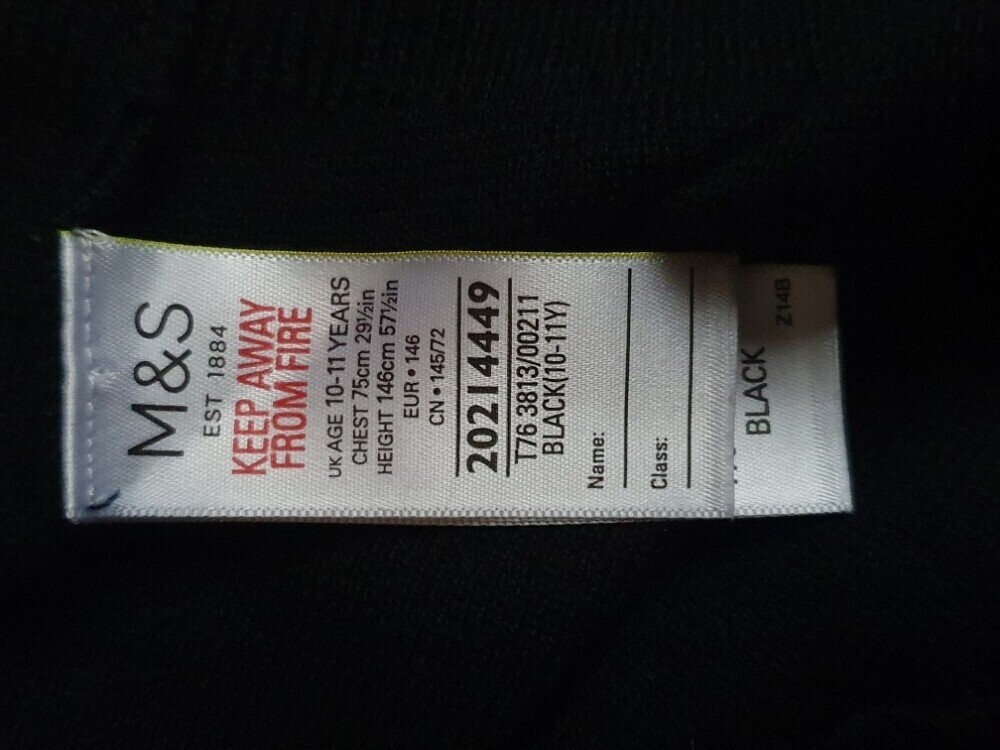 M&S
EST 1884
KEEP AWAY
FROM FIRE
UK AGE 10-11 YEARS
CHEST 75cm 29½in
HEIGHT 146cm 57½in
EUR • 146
CN • 145/72
20214449
T76 3813/00211
BLACK(10-11Y)
Name:
Class:
BLACK
Z14B